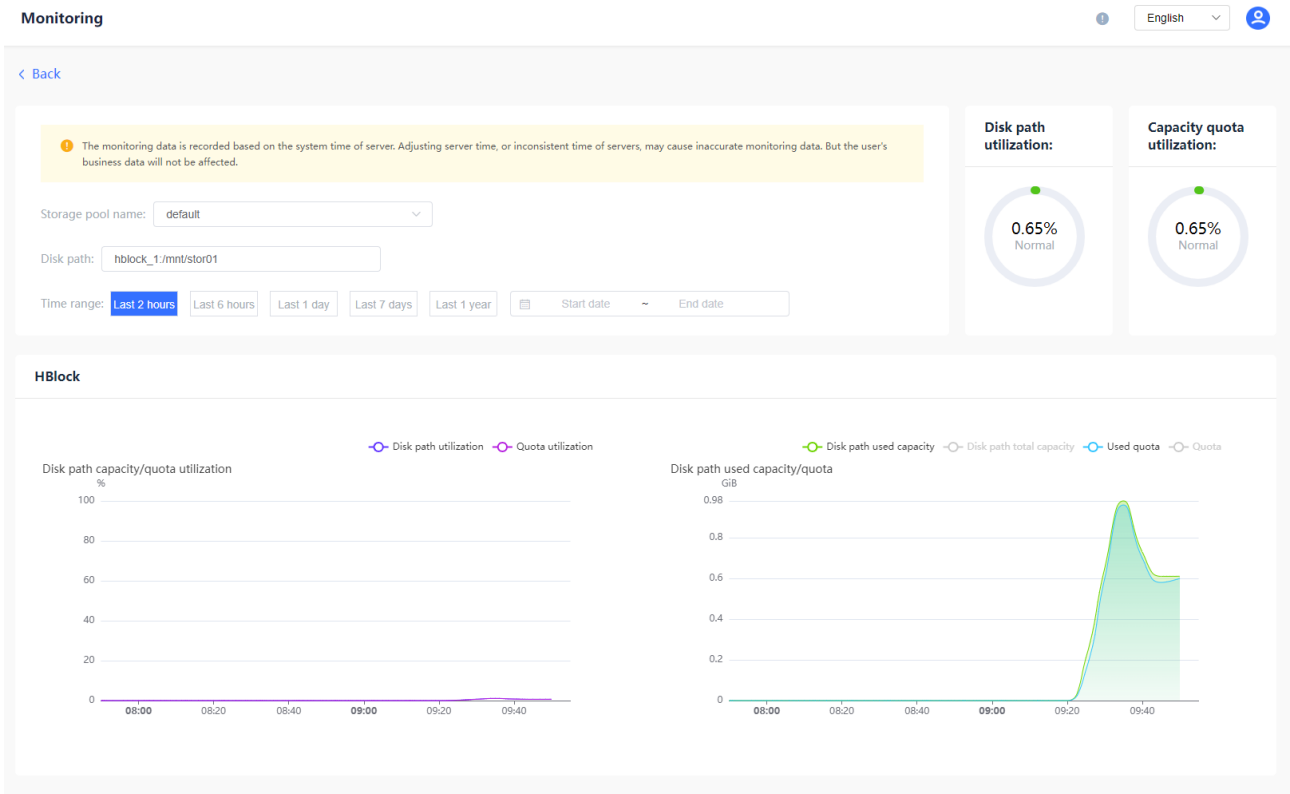 Monitoring
English
Back
The monitoring data is recorded based on the system time of server. Adjusting server time, or inconsistent time of servers, may cause inaccurate monitoring data. But the user's
business data will not be affected.
Storage pool name:
default
Disk path:
hblock_1:/mnt/stor01
Time range:
Last 2 hours
Last 6 hours
Last 1 day
Last 7 days
Last 1 year
Start date
~
End date
Disk path
utilization:
0.65%
Normal
Capacity quota
utilization:
0.65%
Normal
HBlock
Disk path utilization
Quota utilization
Disk path capacity/quota utilization
%
100
80
60
40
20
0
08:00
08:20
08:40
09:00
09:20
09:40
Disk path used capacity
Disk path total capacity
Used quota
Quota
Disk path used capacity/quota
GiB
0.98
0.8
0.6
0.4
0.2
0
08:00
08:20
08:40
09:00
09:20
09:40